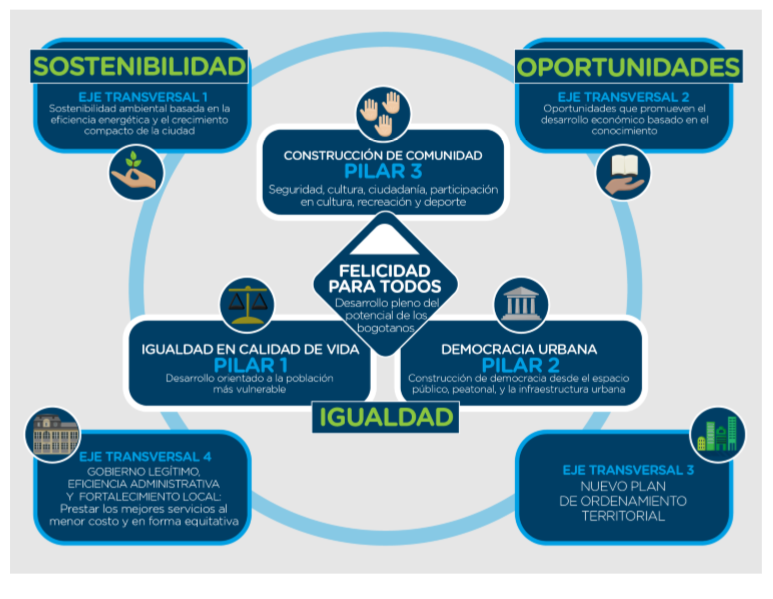 SOSTENIBILIDAD
EJE TRANSVERSAL 1
Sostenibilidad ambiental basada en la
eficiencia energética y el crecimiento
compacto de la ciudad
OPORTUNIDADES
EJE TRANSVERSAL 2
Oportunidades que promueven el
desarrollo económico basado en el
conocimiento
CONSTRUCCIÓN DE COMUNIDAD
PILAR 3
Seguridad, cultura, ciudadanía, participación
en cultura, recreación y deporte
FELICIDAD
PARA TODOS
Desarrollo pleno del
potencial de los
bogotanos
IGUALDAD EN CALIDAD DE VIDA
PILAR 1
Desarrollo orientado a la población
más vulnerable
DEMOCRACIA URBANA
PILAR 2
Construcción de democracia desde el espacio
público, peatonal, y la infraestructura urbana
IGUALDAD
EJE TRANSVERSAL 4
GOBIERNO LEGÍTIMO,
EFICIENCIA ADMINISTRATIVA
Y FORTALECIMIENTO LOCAL:
Prestar los mejores servicios al
menor costo y en forma equitativa
EJE TRANSVERSAL 3
NUEVO PLAN
DE ORDENAMIENTO
TERRITORIAL